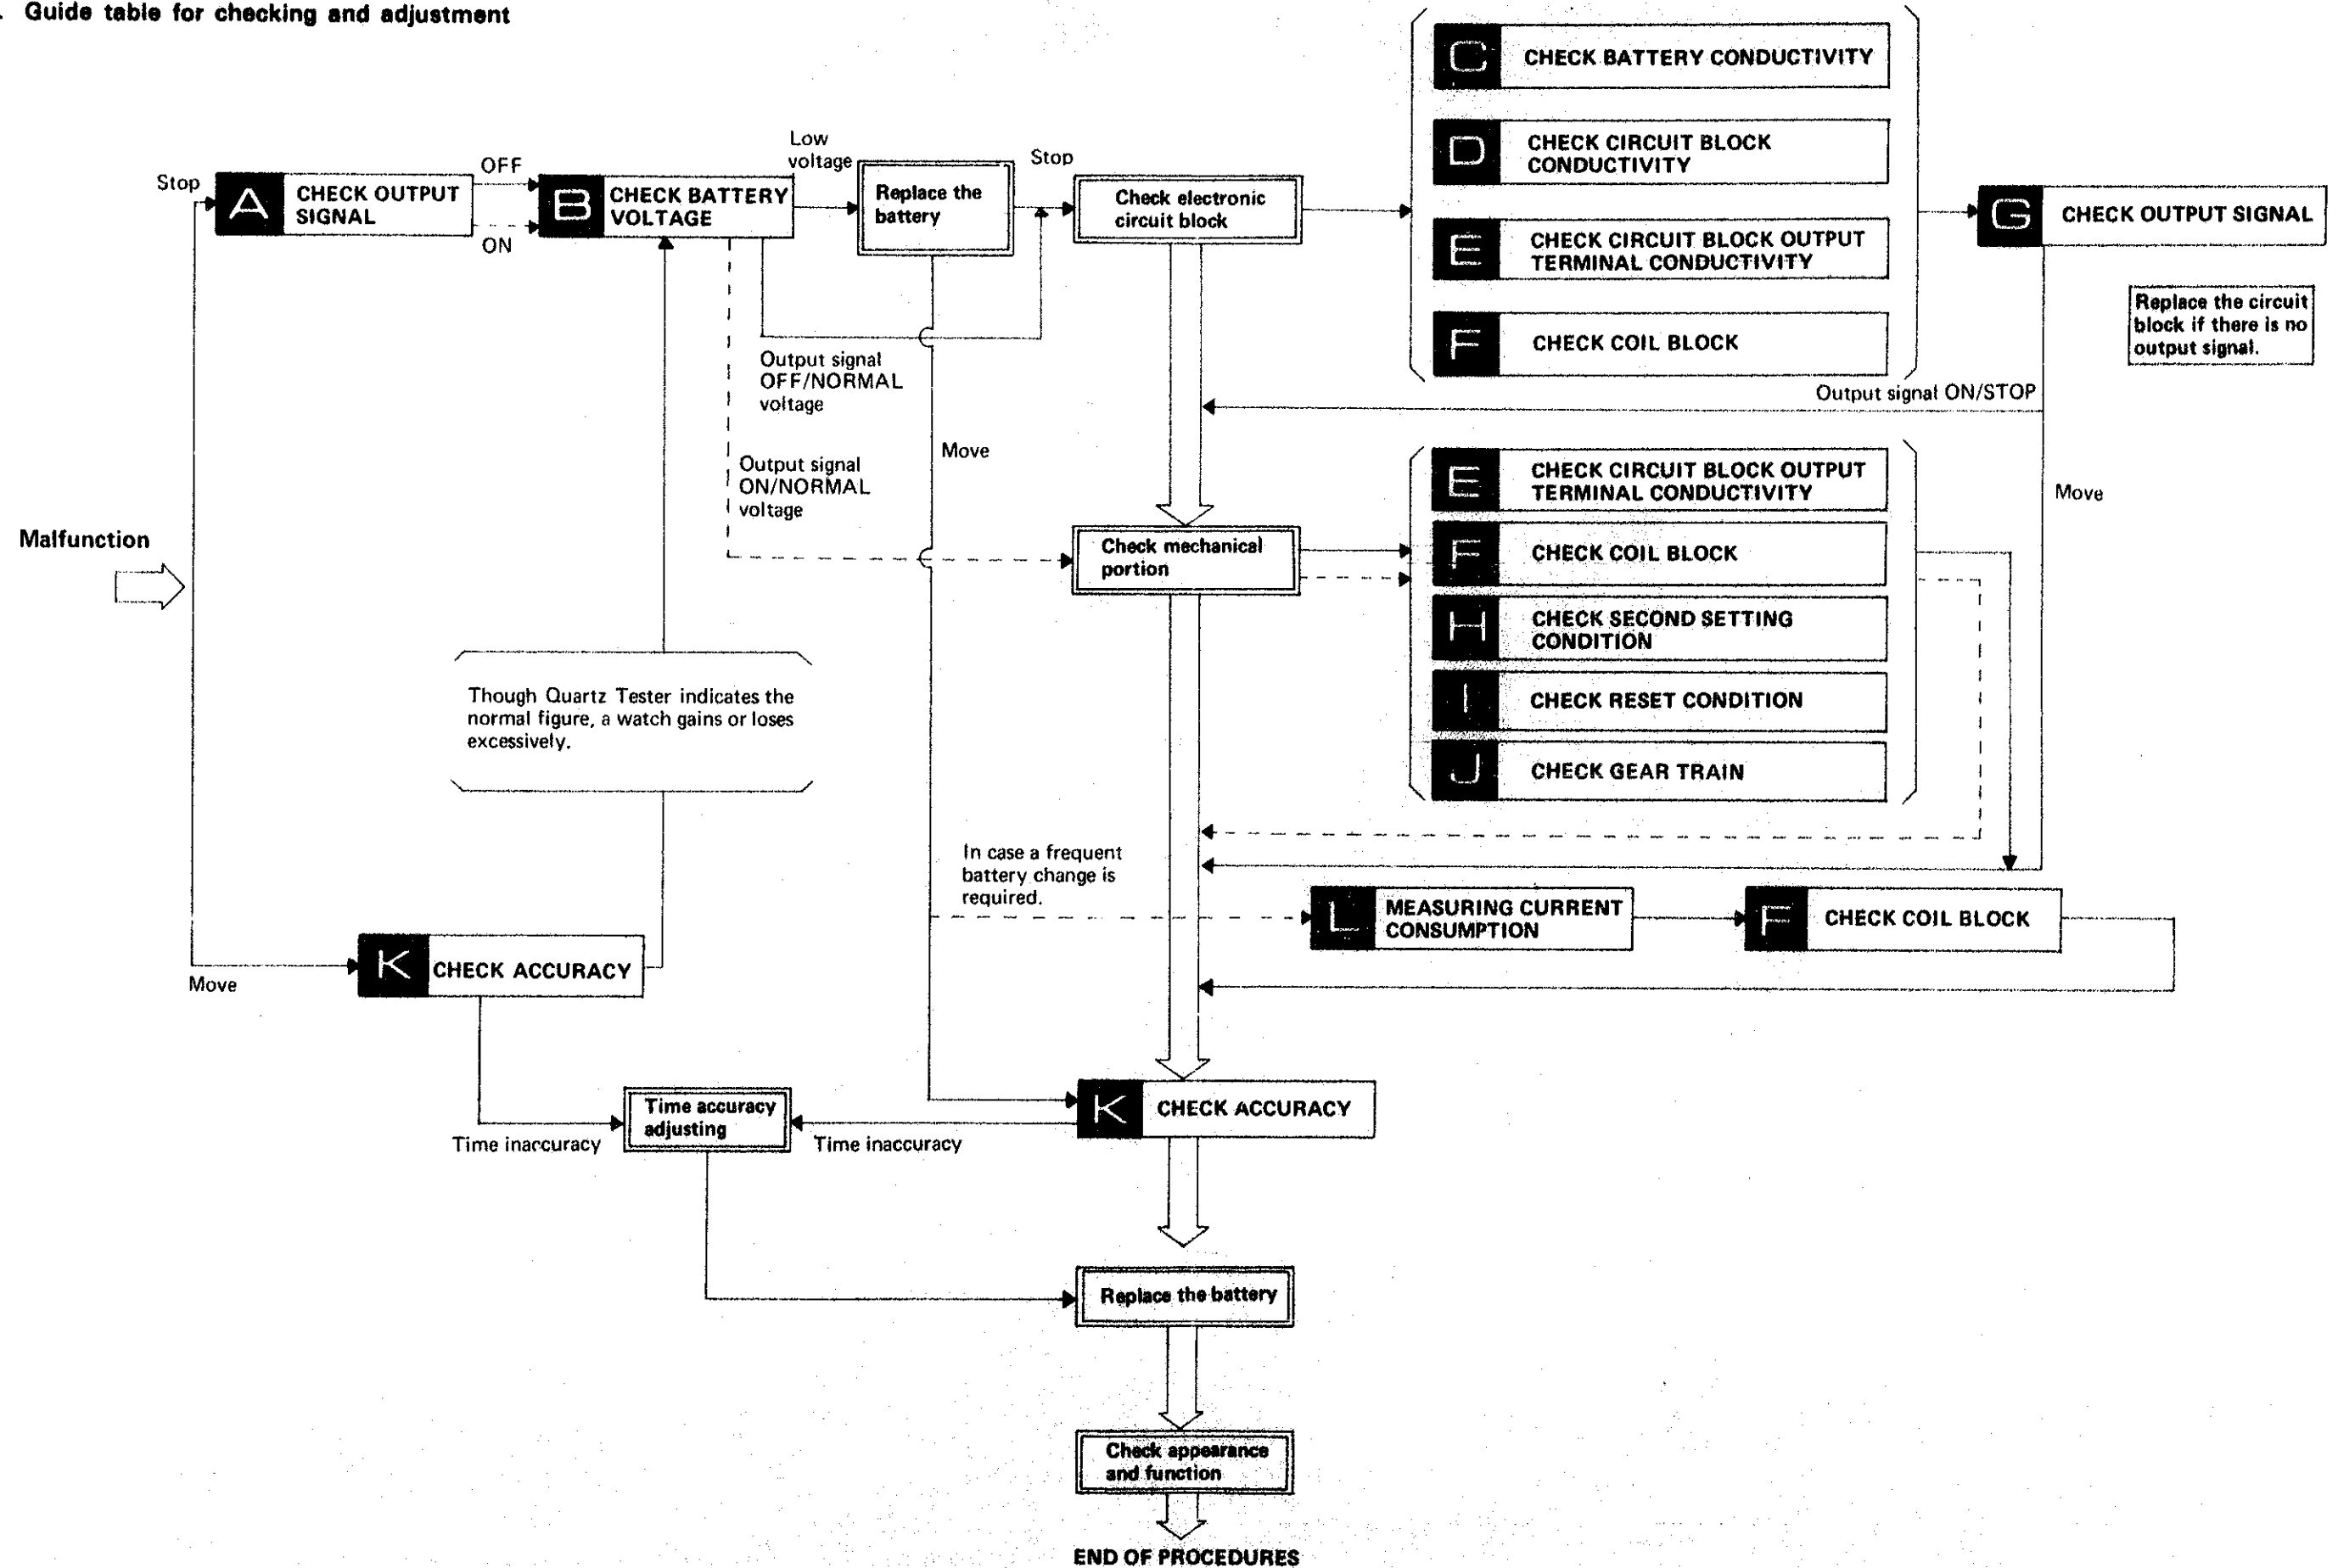 . Guide table for checking and adjustment
C CHECK BATTERY CONDUCTIVITY
D CHECK CIRCUIT BLOCK
CONDUCTIVITY
E CHECK CIRCUIT BLOCK OUTPUT
TERMINAL CONDUCTIVITY
F CHECK COIL BLOCK
Stop
A CHECK OUTPUT
SIGNAL
OFF
ON
B CHECK BATTERY
VOLTAGE
Low
voltage
Replace the
battery
Stop
Check electronic
circuit block
G CHECK OUTPUT SIGNAL
Replace the circuit
block if there is no
output signal.
Output signal
OFF/NORMAL
voltage
Output signal ON/STOP
Move
Output signal
ON/NORMAL
voltage
Move
Malfunction
Check mechanical
portion
E CHECK CIRCUIT BLOCK OUTPUT
TERMINAL CONDUCTIVITY
F CHECK COIL BLOCK
H CHECK SECOND SETTING
CONDITION
I CHECK RESET CONDITION
J CHECK GEAR TRAIN
Though Quartz Tester indicates the
normal figure, a watch gains or loses
excessively.
In case a frequent
battery change is
required.
L MEASURING CURRENT
CONSUMPTION
F CHECK COIL BLOCK
K CHECK ACCURACY
Move
Time accuracy
adjusting
Time inaccuracy
Time inaccuracy
K CHECK ACCURACY
Replace the battery
Check appearance
and function
END OF PROCEDURES